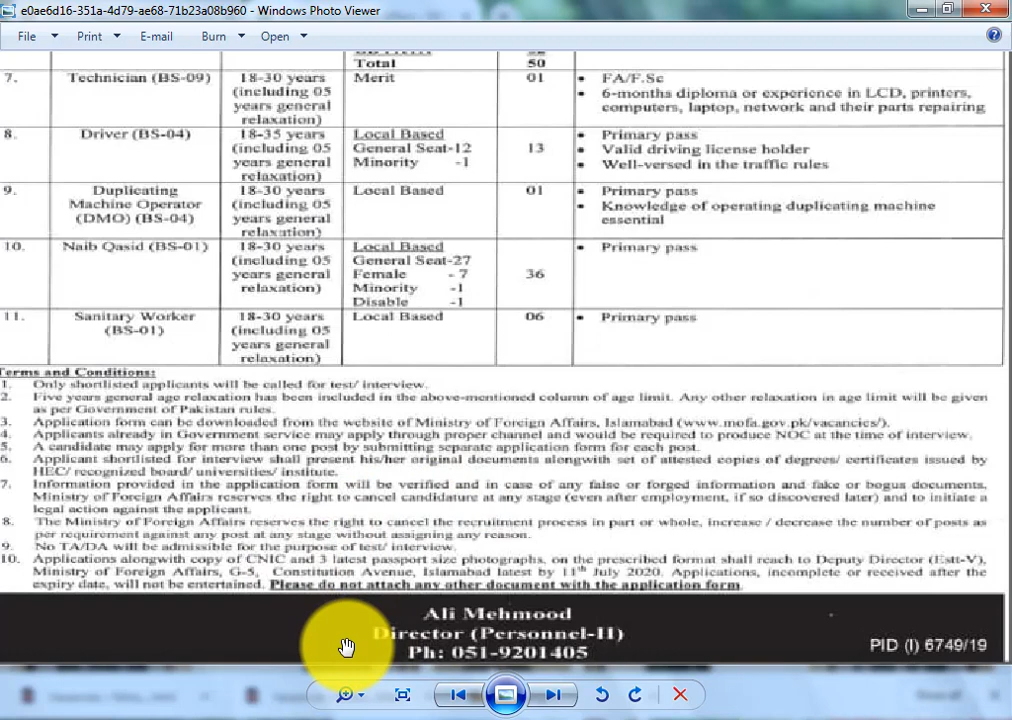 e0ae6d16-351a-4d79-ae68-71b23a08b960 - Windows Photo Viewer
File Print E-mail Burn Open
Total 50
7. Technician (BS-09) 18-30 years Merit 01 • FA/F.Sc
(including 05 • 6-months diploma or experience in LCD, printers,
years general computers, laptop, network and their parts repairing
relaxation)
8. Driver (BS-04) 18-35 years Local Based 13 • Primary pass
(including 05 General Seat-12 • Valid driving license holder
years general Minority -1 • Well-versed in the traffic rules
relaxation)
9. Duplicating 18-30 years Local Based 01 • Primary pass
Machine Operator (including 05 • Knowledge of operating duplicating machine
(DMO) (BS-04) years general essential
relaxation)
10. Naib Qasid (BS-01) 18-30 years Local Based 36 • Primary pass
(including 05 General Seat-27
years general Female - 7
relaxation) Minority -1
Disable -1
11. Sanitary Worker 18-30 years Local Based 06 • Primary pass
(BS-01) (including 05
years general
relaxation)
Terms and Conditions:
1. Only shortlisted applicants will be called for test/ interview.
2. Five years general age relaxation has been included in the above-mentioned column of age limit. Any other relaxation in age limit will be given
as per Government of Pakistan rules.
3. Application form can be downloaded from the website of Ministry of Foreign Affairs, Islamabad (www.mofa.gov.pk/vacancies/).
4. Applicants already in Government service may apply through proper channel and would be required to produce NOC at the time of interview.
5. A candidate may apply for more than one post by submitting separate application form for each post.
6. Applicant shortlisted for interview shall present his/her original documents alongwith set of attested copies of degrees/ certificates issued by
HEC/ recognized board/ universities/ institute.
7. Information provided in the application form will be verified and in case of any false or forged information and fake or bogus documents,
Ministry of Foreign Affairs reserves the right to cancel candidature at any stage (even after employment, if so discovered later) and to initiate a
legal action against the applicant.
8. The Ministry of Foreign Affairs reserves the right to cancel the recruitment process in part or whole, increase / decrease the number of posts as
per requirement against any post at any stage without assigning any reason.
9. No TA/DA will be admissible for the purpose of test/ interview.
10. Applications alongwith copy of CNIC and 3 latest passport size photographs, on the prescribed format shall reach to Deputy Director (Estt-V),
Ministry of Foreign Affairs, G-5, Constitution Avenue, Islamabad latest by 11th July 2020. Applications, incomplete or received after the
expiry date, will not be entertained. Please do not attach any other document with the application form.
Ali Mehmood
Director (Personnel-II)
Ph: 051-9201405
PID (I) 6749/19